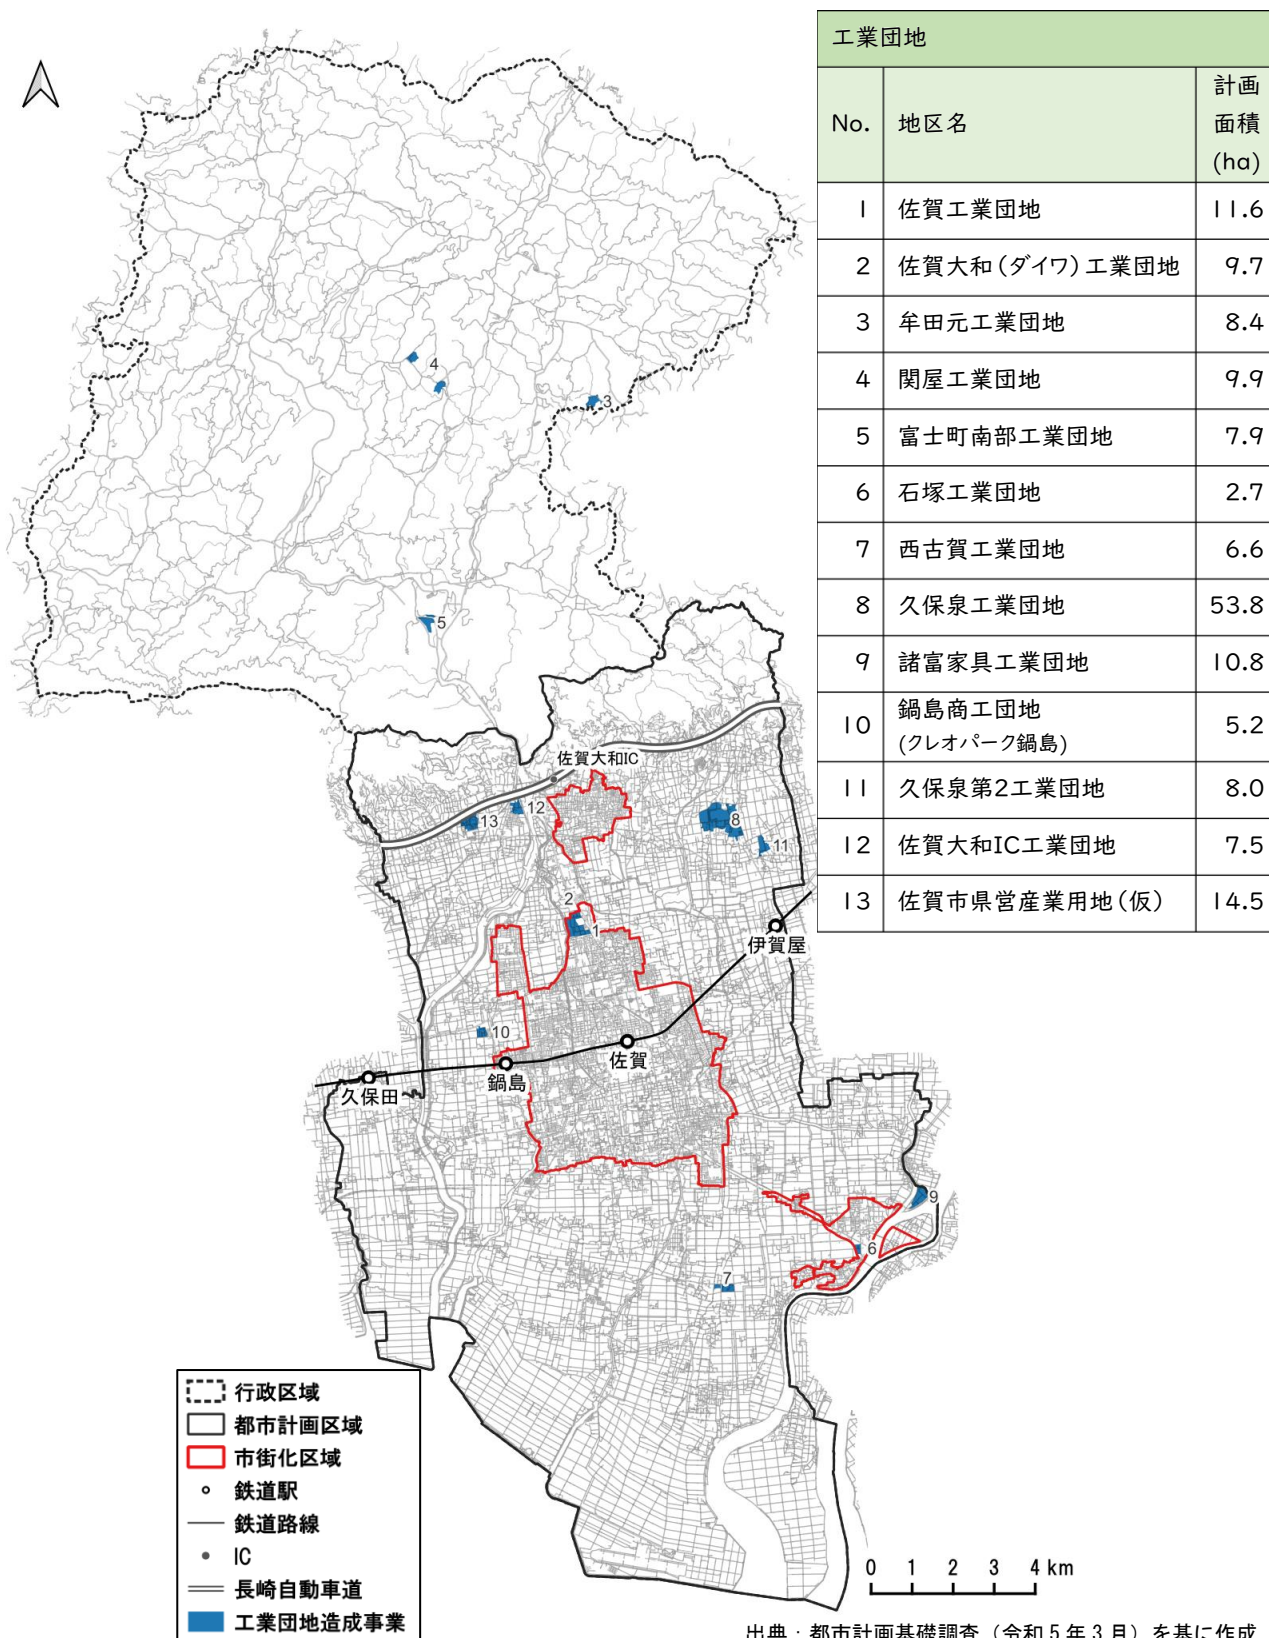 工業団地
No. 地区名 計画面積(ha)
1 佐賀工業団地 11.6
2 佐賀大和(ダイワ)工業団地 9.7
3 牟田元工業団地 8.4
4 関屋工業団地 9.9
5 富士町南部工業団地 7.9
6 石塚工業団地 2.7
7 西古賀工業団地 6.6
8 久保泉工業団地 53.8
9 諸富家具工業団地 10.8
10 鍋島商工団地 5.2
(クレオパーク鍋島)
11 久保泉第2工業団地 8.0
12 佐賀大和IC工業団地 7.5
13 佐賀市県営産業用地(仮) 14.5
4
3
5
佐賀大和IC
12
13
8
11
2
1
伊賀屋
10
佐賀
鍋島
久保田
9
6
7
行政区域
都市計画区域
市街化区域
鉄道駅
鉄道路線
IC
長崎自動車道
工業団地造成事業
0 1 2 3 4 km
出典:都市計画基礎調査(令和5年3月)を基に作成